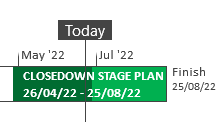 Today
May '22 Jul '22
CLOSEDOWN STAGE PLAN
26/04/22 - 25/08/22
Finish
25/08/22